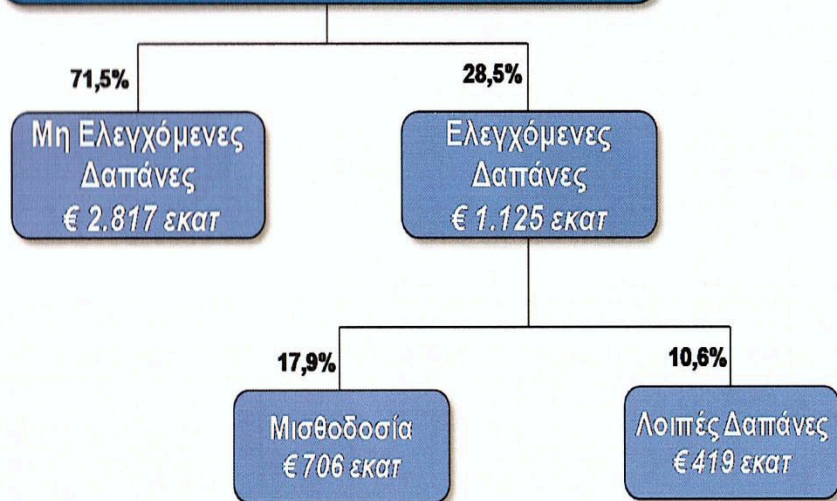 71,5%
28,5%
Μη Ελεγχόμενες
Δαπάνες
€ 2.817 εκατ
Ελεγχόμενες
Δαπάνες
€ 1.125 εκατ
17,9%
10,6%
Μισθοδοσία
€ 706 εκατ
Λοιπές Δαπάνες
€ 419 εκατ